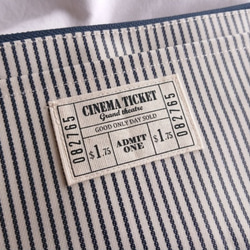 CINEMA TICKET
Grand theatre
GOOD ONLY DAY SOLD
082765
$1.75
ADMIT
ONE
$1.75
082765